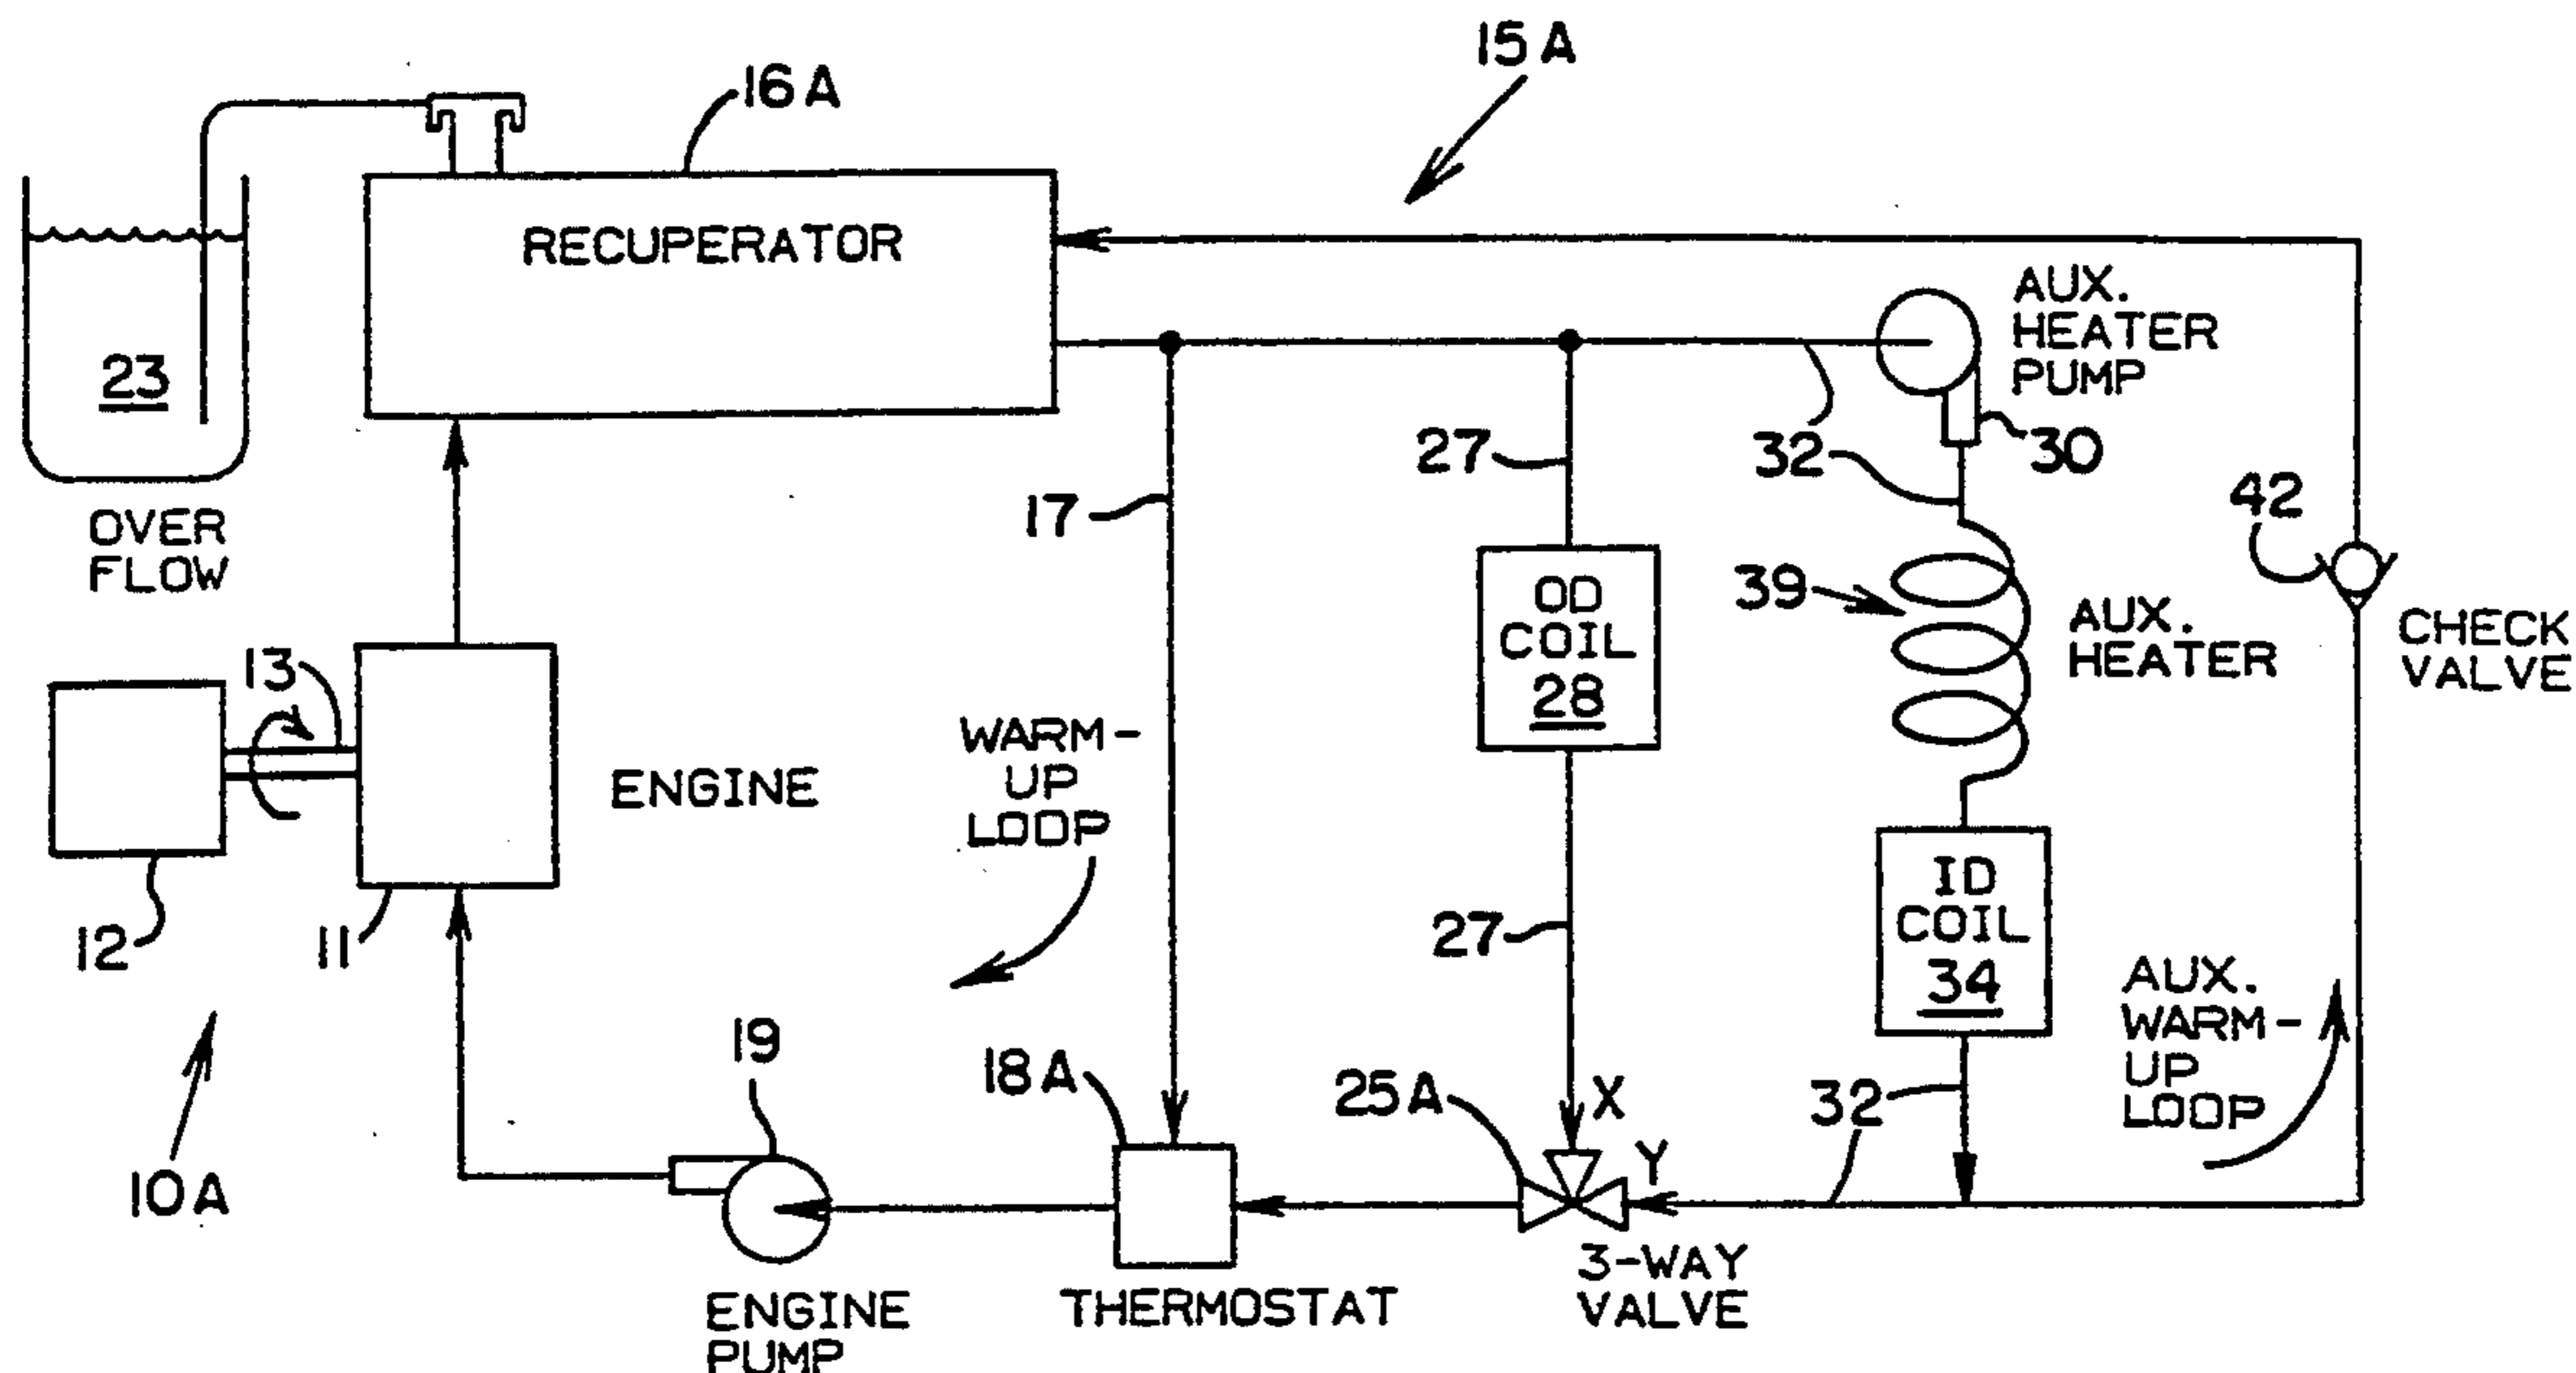 15A
16A
RECUPERATOR
23
OVER
FLOW
AUX.
HEATER
PUMP
30
32
27
17
42
CHECK
VALVE
OD
COIL
28
39
AUX.
HEATER
13
ENGINE
WARM-
UP
LOOP
12
11
27
ID
COIL
34
AUX.
WARM-
UP
LOOP
10A
19
18A
25A
X
Y
32
ENGINE
PUMP
THERMOSTAT
3-WAY
VALVE